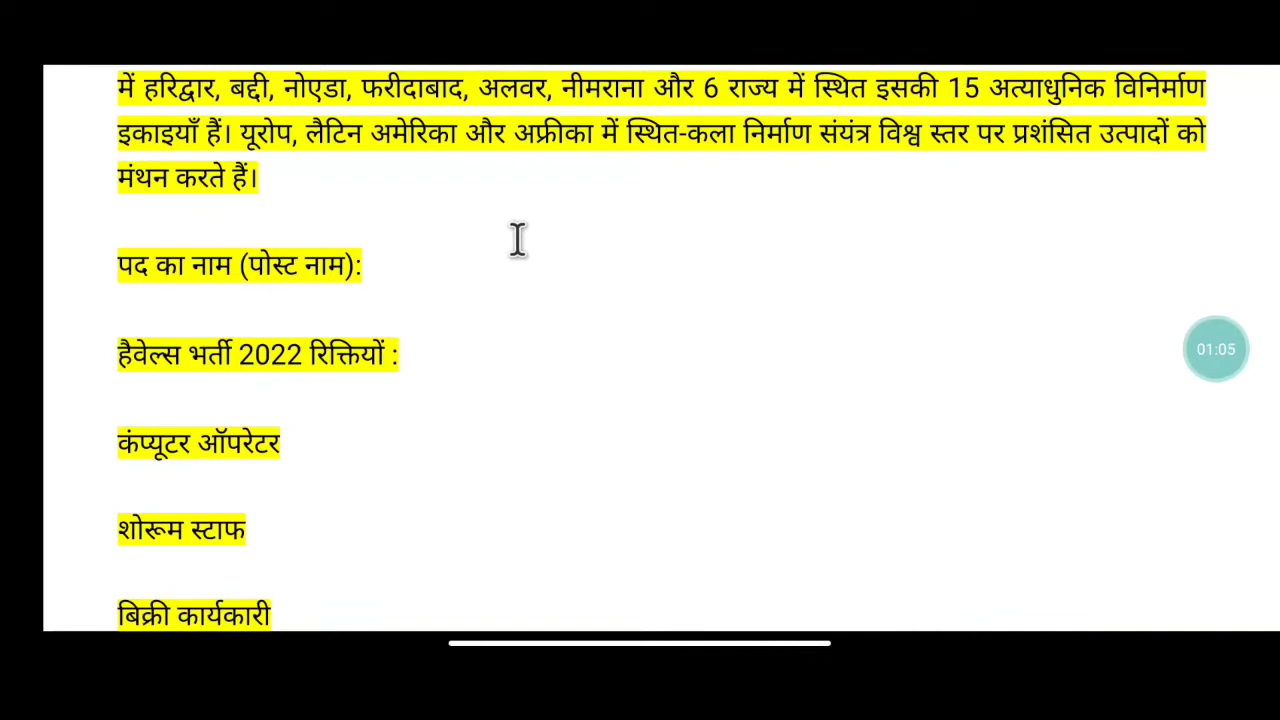 में हरिद्वार, बद्दी, नोएडा, फरीदाबाद, अलवर, नीमराना और 6 राज्य में स्थित इसकी 15 अत्याधुनिक विनिर्माण
इकाइयाँ हैं। यूरोप, लैटिन अमेरिका और अफ्रीका में स्थित-कला निर्माण संयंत्र विश्व स्तर पर प्रशंसित उत्पादों को
मंथन करते हैं।
पद का नाम (पोस्ट नाम):
हैवेल्स भर्ती 2022 रिक्तियों :
01:05
कंप्यूटर ऑपरेटर
शोरूम स्टाफ
बिक्री कार्यकारी